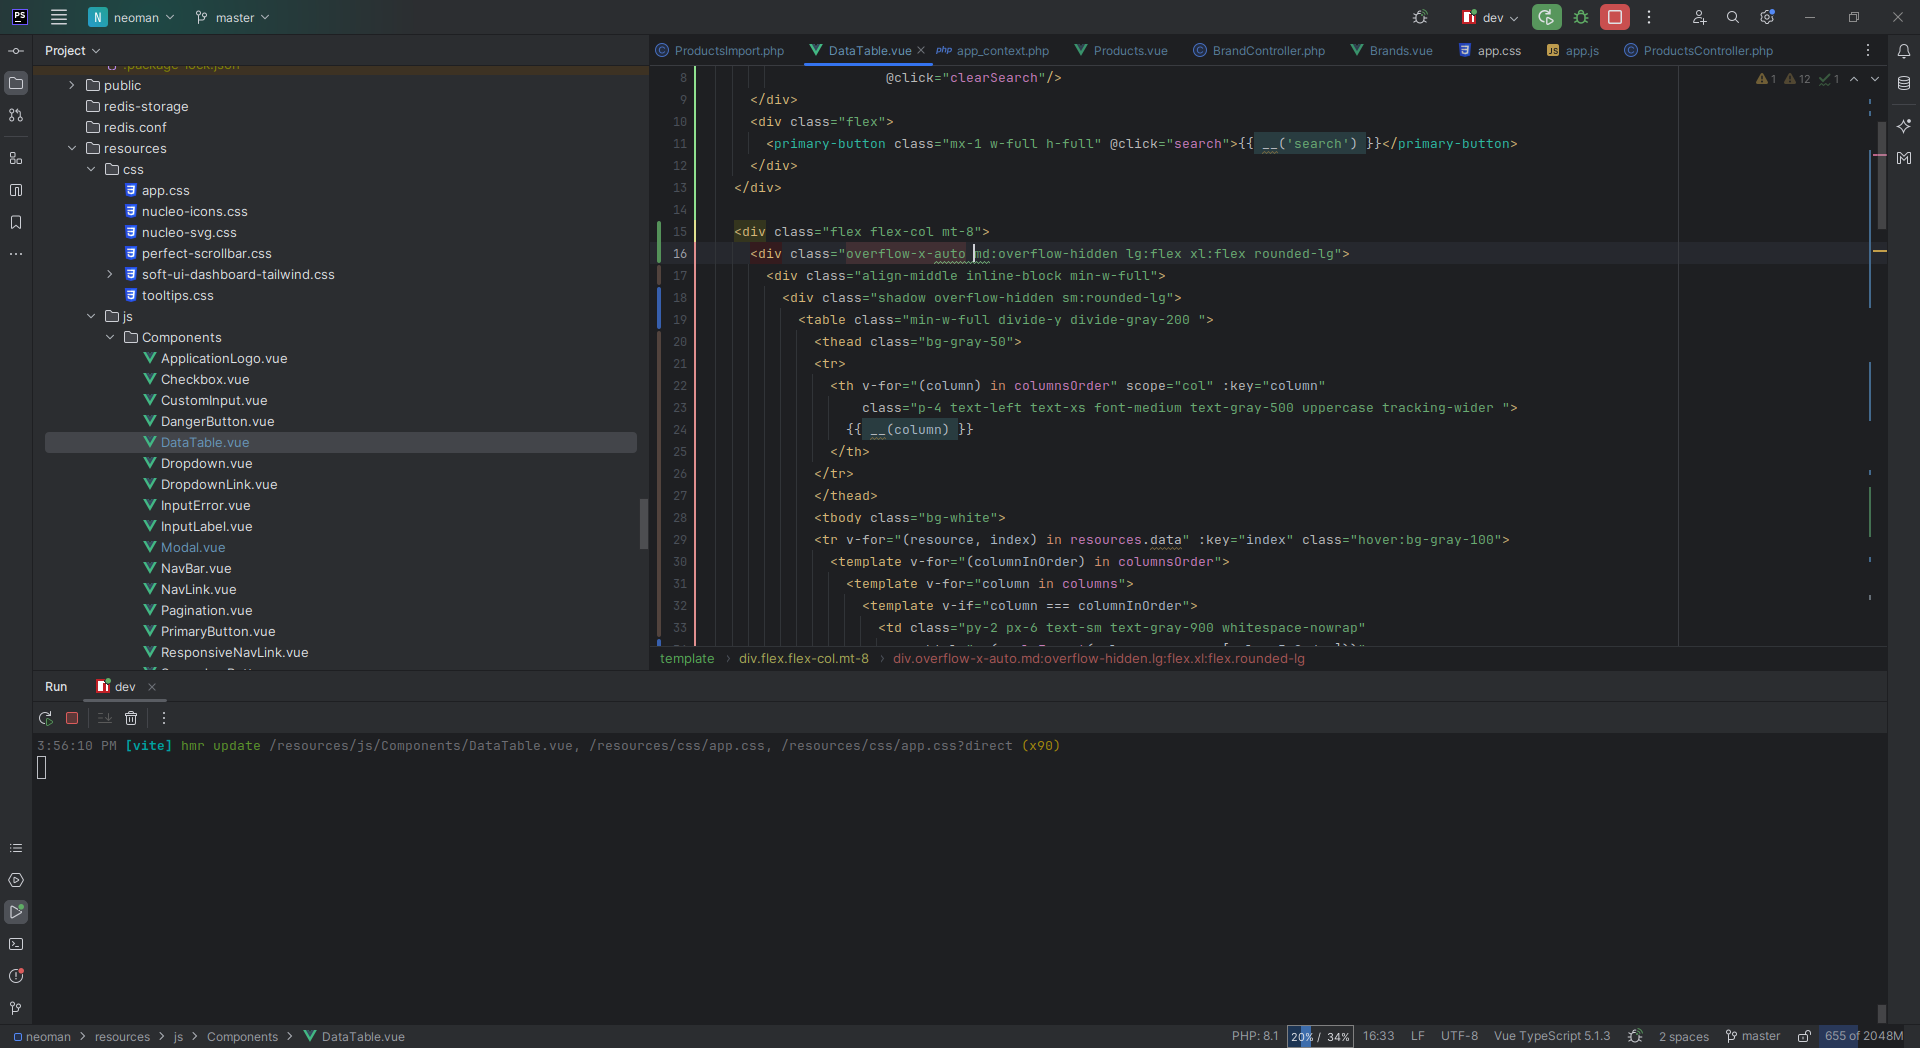 PS
N neoman
master
dev
Project
ProductsImport.php
DataTable.vue
php app_context.php
Products.vue
BrandController.php
Brands.vue
app.css
JS app.js
ProductsController.php
.package-lock.json
public
redis-storage
redis.conf
resources
css
app.css
nucleo-icons.css
nucleo-svg.css
perfect-scrollbar.css
soft-ui-dashboard-tailwind.css
tooltips.css
js
Components
ApplicationLogo.vue
Checkbox.vue
CustomInput.vue
DangerButton.vue
DataTable.vue
Dropdown.vue
DropdownLink.vue
InputError.vue
InputLabel.vue
Modal.vue
NavBar.vue
NavLink.vue
Pagination.vue
PrimaryButton.vue
ResponsiveNavLink.vue
1 12 1
8 @click="clearSearch"/>
9 </div>
10 <div class="flex">
11 <primary-button class="mx-1 w-full h-full" @click="search">{{ __('search') }}</primary-button>
12 </div>
13 </div>
14
15 <div class="flex flex-col mt-8">
16 <div class="overflow-x-auto md:overflow-hidden lg:flex xl:flex rounded-lg">
17 <div class="align-middle inline-block min-w-full">
18 <div class="shadow overflow-hidden sm:rounded-lg">
19 <table class="min-w-full divide-y divide-gray-200 ">
20 <thead class="bg-gray-50">
21 <tr>
22 <th v-for="(column) in columnsOrder" scope="col" :key="column"
23 class="p-4 text-left text-xs font-medium text-gray-500 uppercase tracking-wider ">
24 {{ __(column) }}
25 </th>
26 </tr>
27 </thead>
28 <tbody class="bg-white">
29 <tr v-for="(resource, index) in resources.data" :key="index" class="hover:bg-gray-100">
30 <template v-for="(columnInOrder) in columnsOrder">
31 <template v-for="column in columns">
32 <template v-if="column === columnInOrder">
33 <td class="py-2 px-6 text-sm text-gray-900 whitespace-nowrap"
template > div.flex.flex-col.mt-8 > div.overflow-x-auto.md:overflow-hidden.lg:flex.xl:flex.rounded-lg
Run dev
3:56:10 PM [vite] hmr update /resources/js/Components/DataTable.vue, /resources/css/app.css, /resources/css/app.css?direct (x90)
neoman > resources > js > Components > DataTable.vue
PHP: 8.1
20% / 34%
16:33
LF
UTF-8
Vue TypeScript 5.1.3
2 spaces
master
655 of 2048M